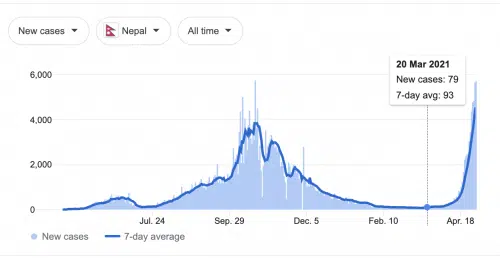 New cases
Nepal
All time
20 Mar 2021
New cases: 79
7-day avg: 93
6,000
4,000
2,000
0
Jul. 24
Sep. 29
Dec. 5
Feb. 10
Apr. 18
New cases
7-day average